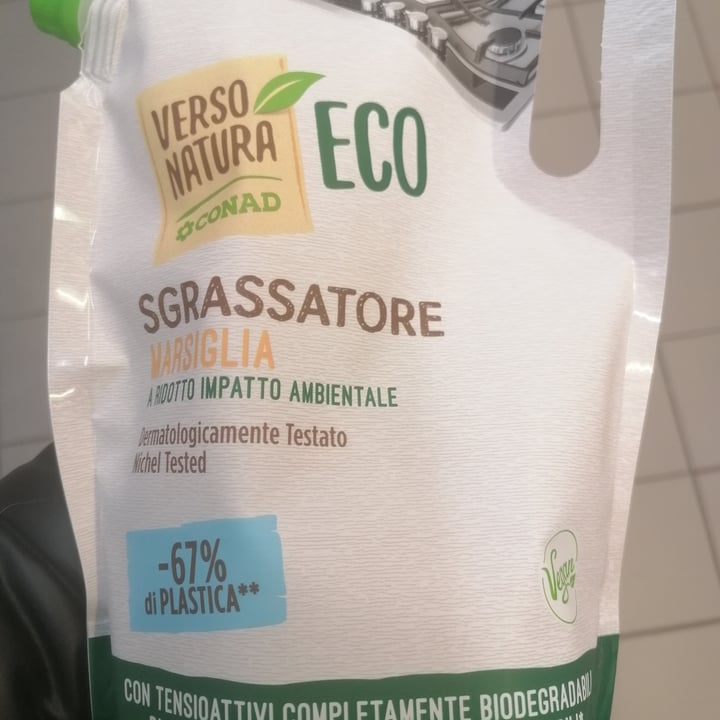 VERSO
NATURA
CONAD
ECO
SGRASSATORE
MARSIGLIA
A RIDOTTO IMPATTO AMBIENTALE
Dermatologicamente Testato
Nichel Tested
-67%
di PLASTICA**
Vegan
CON TENSIOATTIVI COMPLETAMENTE BIODEGRADABILI